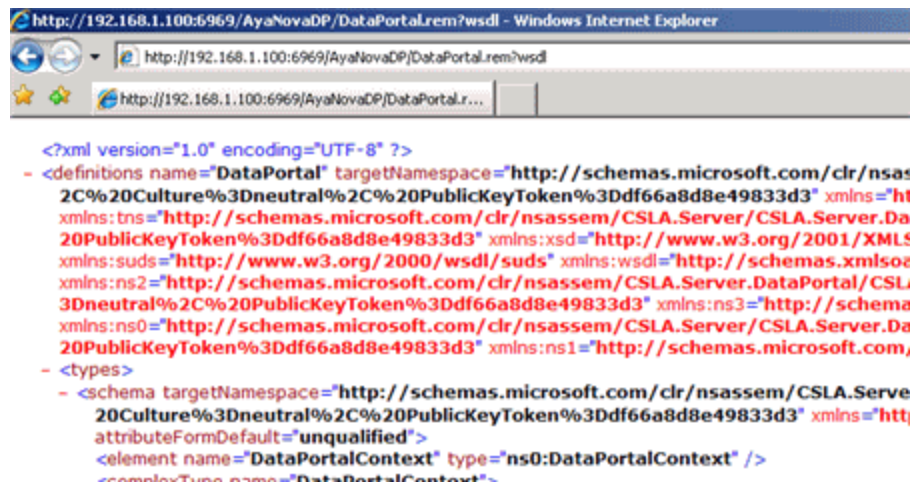 http://192.168.1.100:6969/AyaNovaDP/DataPortal.rem?wsdl - Windows Internet Explorer
http://192.168.1.100:6969/AyaNovaDP/DataPortal.rem?wsdl
http://192.168.1.100:6969/AyaNovaDP/DataPortal.r...
<?xml version="1.0" encoding="UTF-8" ?>
- <definitions name="DataPortal" targetNamespace="http://schemas.microsoft.com/clr/nsas
2C%20Culture%3Dneutral%2C%20PublicKeyToken%3Ddf66a8d8e49833d3" xmlns="ht
xmlns:tns="http://schemas.microsoft.com/clr/nsassem/CSLA.Server/CSLA.Server.Da
20PublicKeyToken%3Ddf66a8d8e49833d3" xmlns:xsd="http://www.w3.org/2001/XMLS
xmlns:suds="http://www.w3.org/2000/wsdl/suds" xmlns:wsdl="http://schemas.xmlsoa
xmlns:ns2="http://schemas.microsoft.com/clr/nsassem/CSLA.Server.DataPortal/CSLA
3Dneutral%2C%20PublicKeyToken%3Ddf66a8d8e49833d3" xmlns:ns3="http://schema
xmlns:ns0="http://schemas.microsoft.com/clr/nsassem/CSLA.Server/CSLA.Server.Da
20PublicKeyToken%3Ddf66a8d8e49833d3" xmlns:ns1="http://schemas.microsoft.com/
- <types>
- <schema targetNamespace="http://schemas.microsoft.com/clr/nsassem/CSLA.Serve
20Culture%3Dneutral%2C%20PublicKeyToken%3Ddf66a8d8e49833d3" xmlns="http
attributeFormDefault="unqualified">
<element name="DataPortalContext" type="ns0:DataPortalContext" />
<complexType name="DataPortalContext">